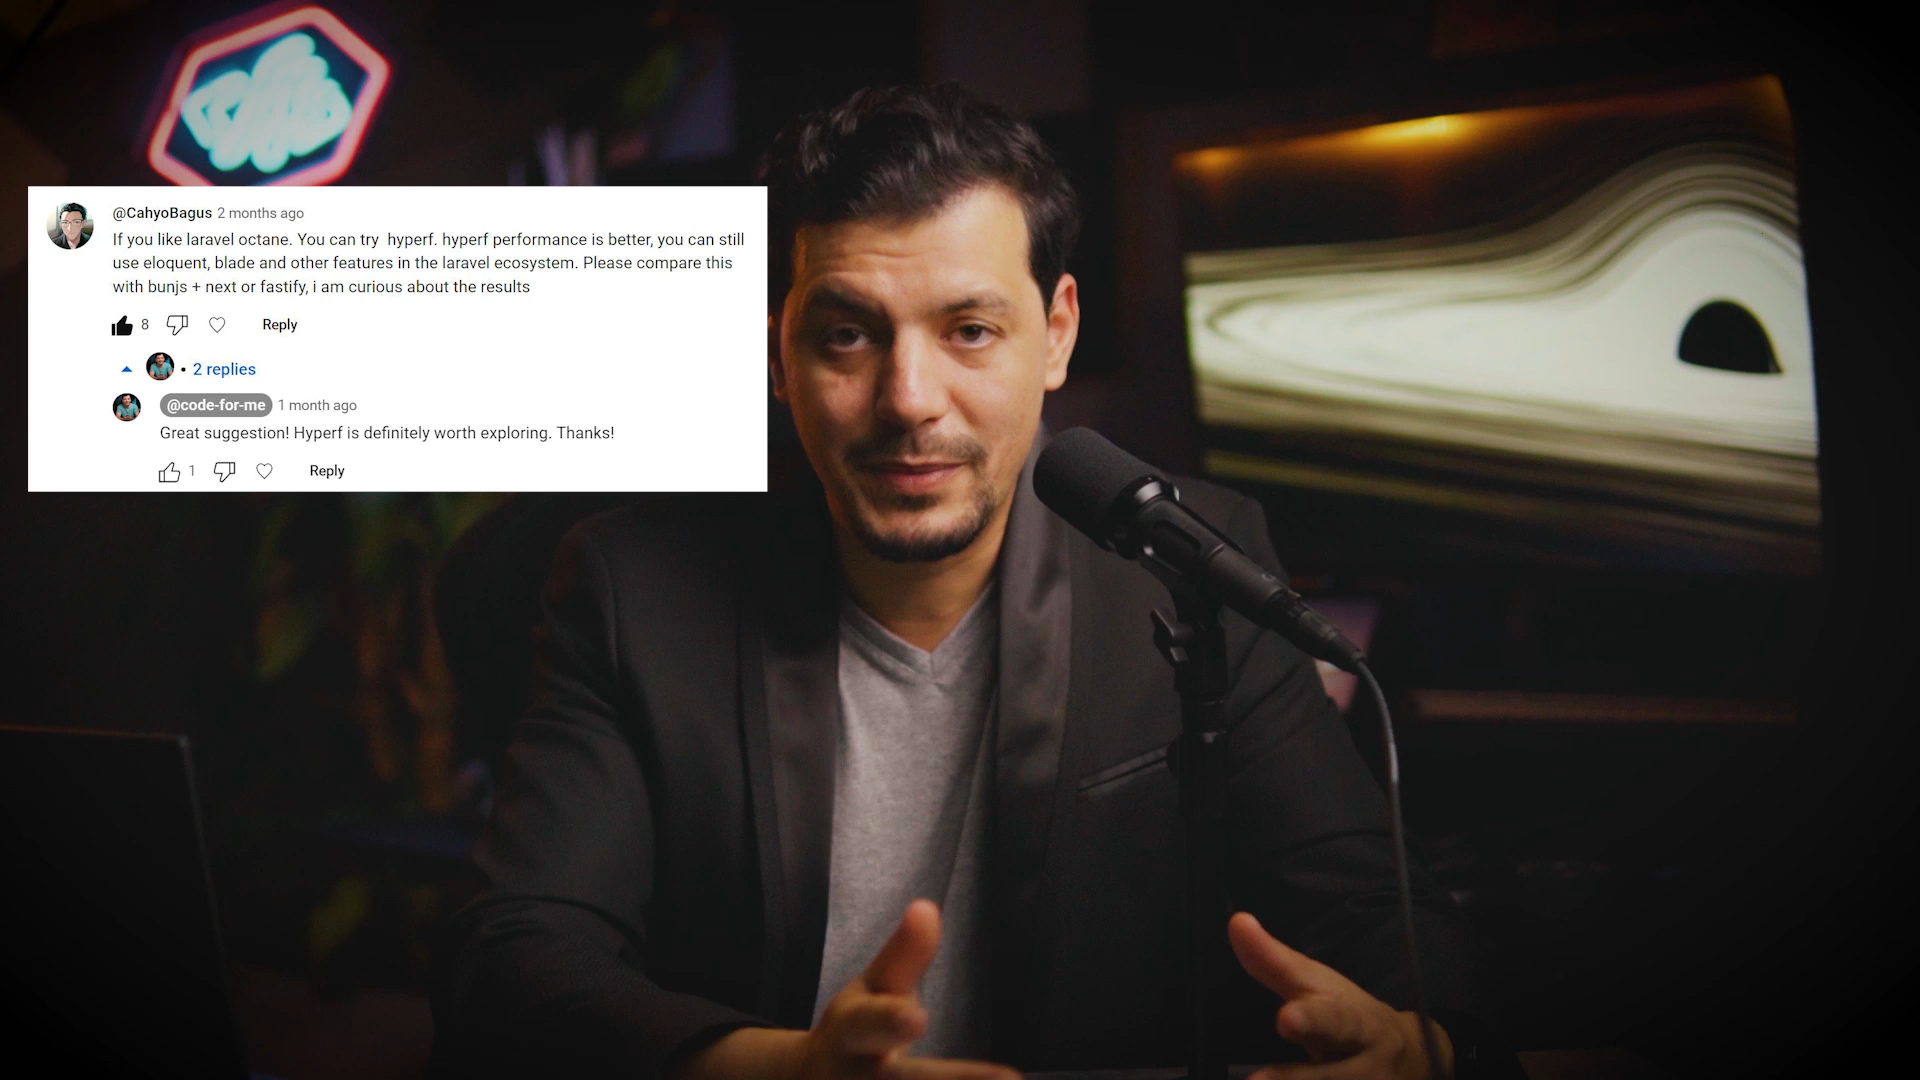 @CahyoBagus 2 months ago
If you like laravel octane. You can try hyperf. hyperf performance is better, you can still
use eloquent, blade and other features in the laravel ecosystem. Please compare this
with bunjs + next or fastify, i am curious about the results
8 Reply
• 2 replies
@code-for-me 1 month ago
Great suggestion! Hyperf is definitely worth exploring. Thanks!
1 Reply